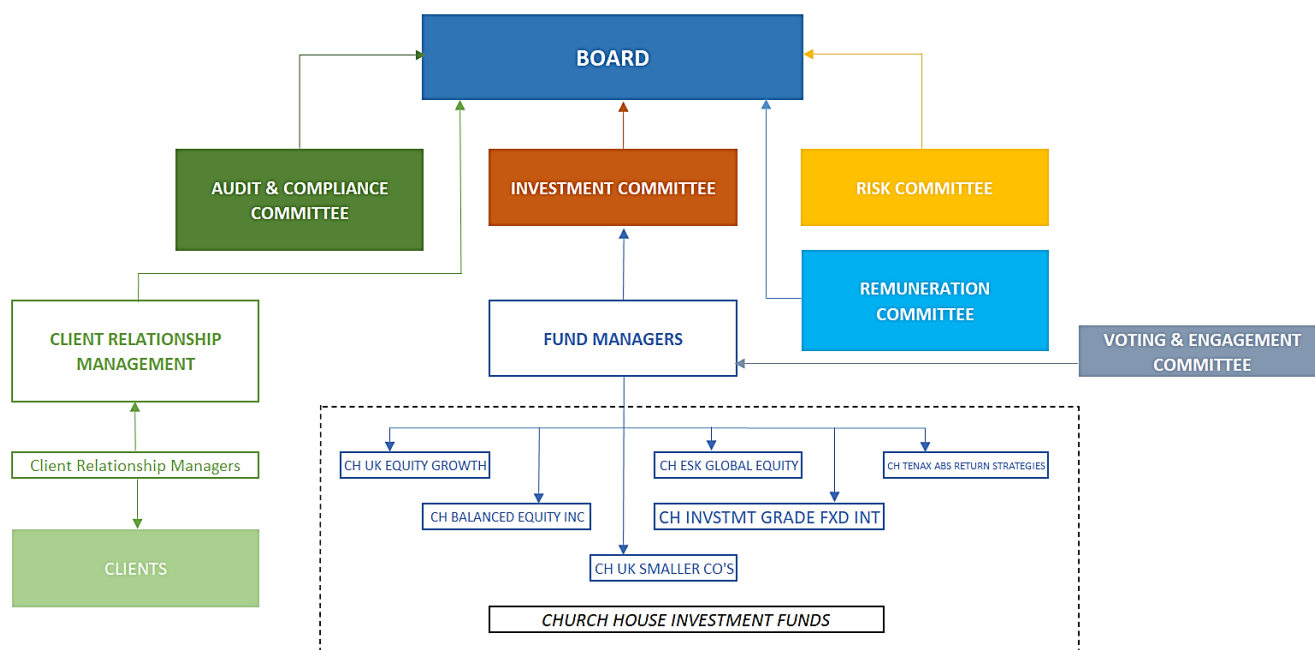 BOARD
AUDIT & COMPLIANCE
COMMITTEE
INVESTMENT COMMITTEE
RISK COMMITTEE
REMUNERATION
COMMITTEE
CLIENT RELATIONSHIP
MANAGEMENT
FUND MANAGERS
VOTING & ENGAGEMENT
COMMITTEE
Client Relationship Managers
CH UK EQUITY GROWTH
CH ESK GLOBAL EQUITY
CH TENAX ABS RETURN STRATEGIES
CH BALANCED EQUITY INC
CH INVSTMT GRADE FXD INT
CLIENTS
CH UK SMALLER CO'S
CHURCH HOUSE INVESTMENT FUNDS